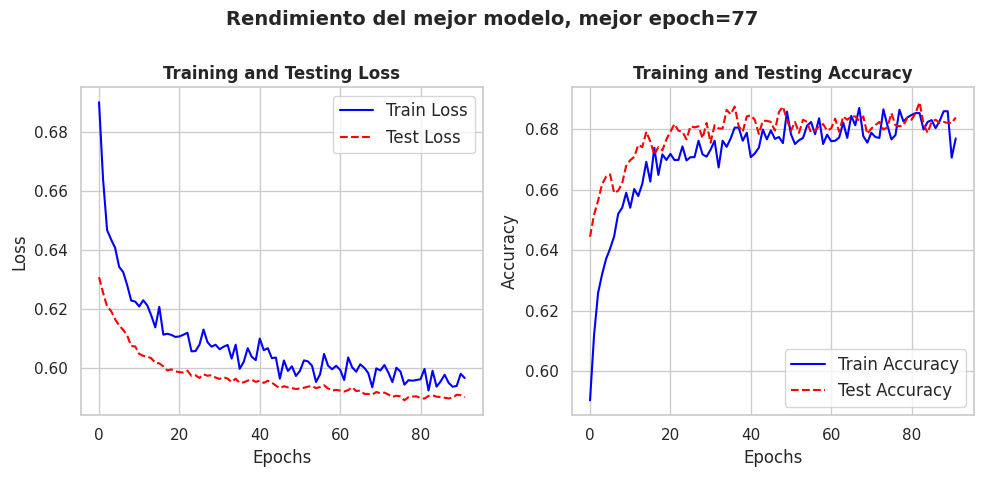 Rendimiento del mejor modelo, mejor epoch=77
Training and Testing Loss
Train Loss
Test Loss
Loss
0.68
0.66
0.64
0.62
0.60
0 20 40 60 80
Epochs
Training and Testing Accuracy
Accuracy
0.68
0.66
0.64
0.62
0.60
Train Accuracy
Test Accuracy
0 20 40 60 80
Epochs